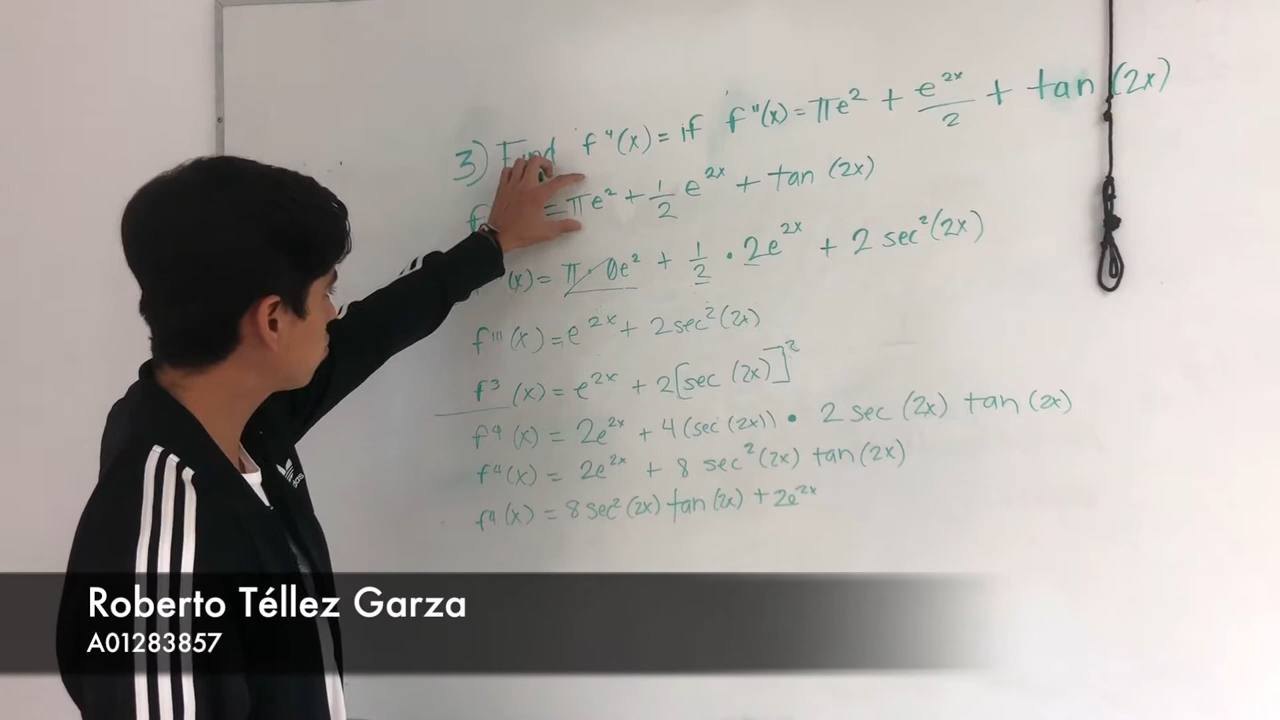 3) Find f⁴(x)= if f"(x)= πe² + e^2x/2 + tan (2x)
f = πe² + 1/2 e^2x + tan (2x)
(x)= π·0e² + 1/2 · 2e^2x + 2 sec²(2x)
f'''(x) = e^2x + 2sec²(2x)
f³(x) = e^2x + 2[sec (2x)]²
f⁴(x) = 2e^2x + 4(sec(2x)) • 2 sec (2x) tan (2x)
f⁴(x) = 2e^2x + 8 sec²(2x) tan(2x)
f⁴(x) = 8 sec²(2x) tan(2x) + 2e^2x
adidas
Roberto Téllez Garza
A01283857